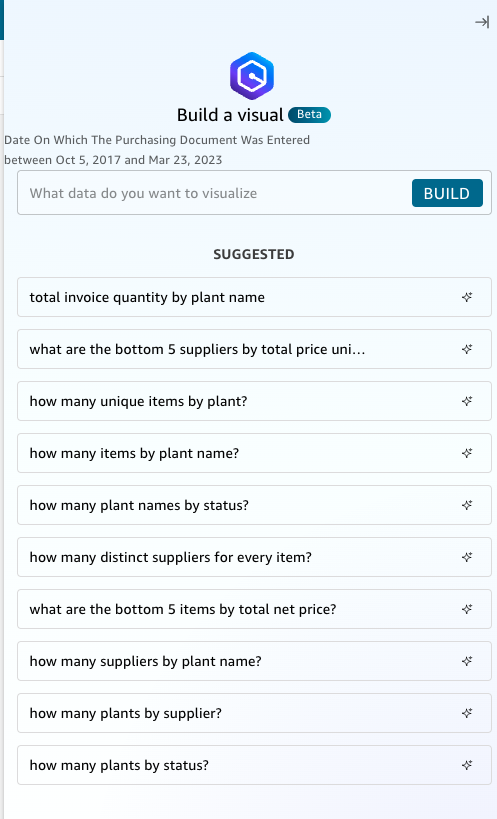 Build a visual Beta
Date On Which The Purchasing Document Was Entered
between Oct 5, 2017 and Mar 23, 2023
What data do you want to visualize BUILD
SUGGESTED
total invoice quantity by plant name
what are the bottom 5 suppliers by total price uni…
how many unique items by plant?
how many items by plant name?
how many plant names by status?
how many distinct suppliers for every item?
what are the bottom 5 items by total net price?
how many suppliers by plant name?
how many plants by supplier?
how many plants by status?